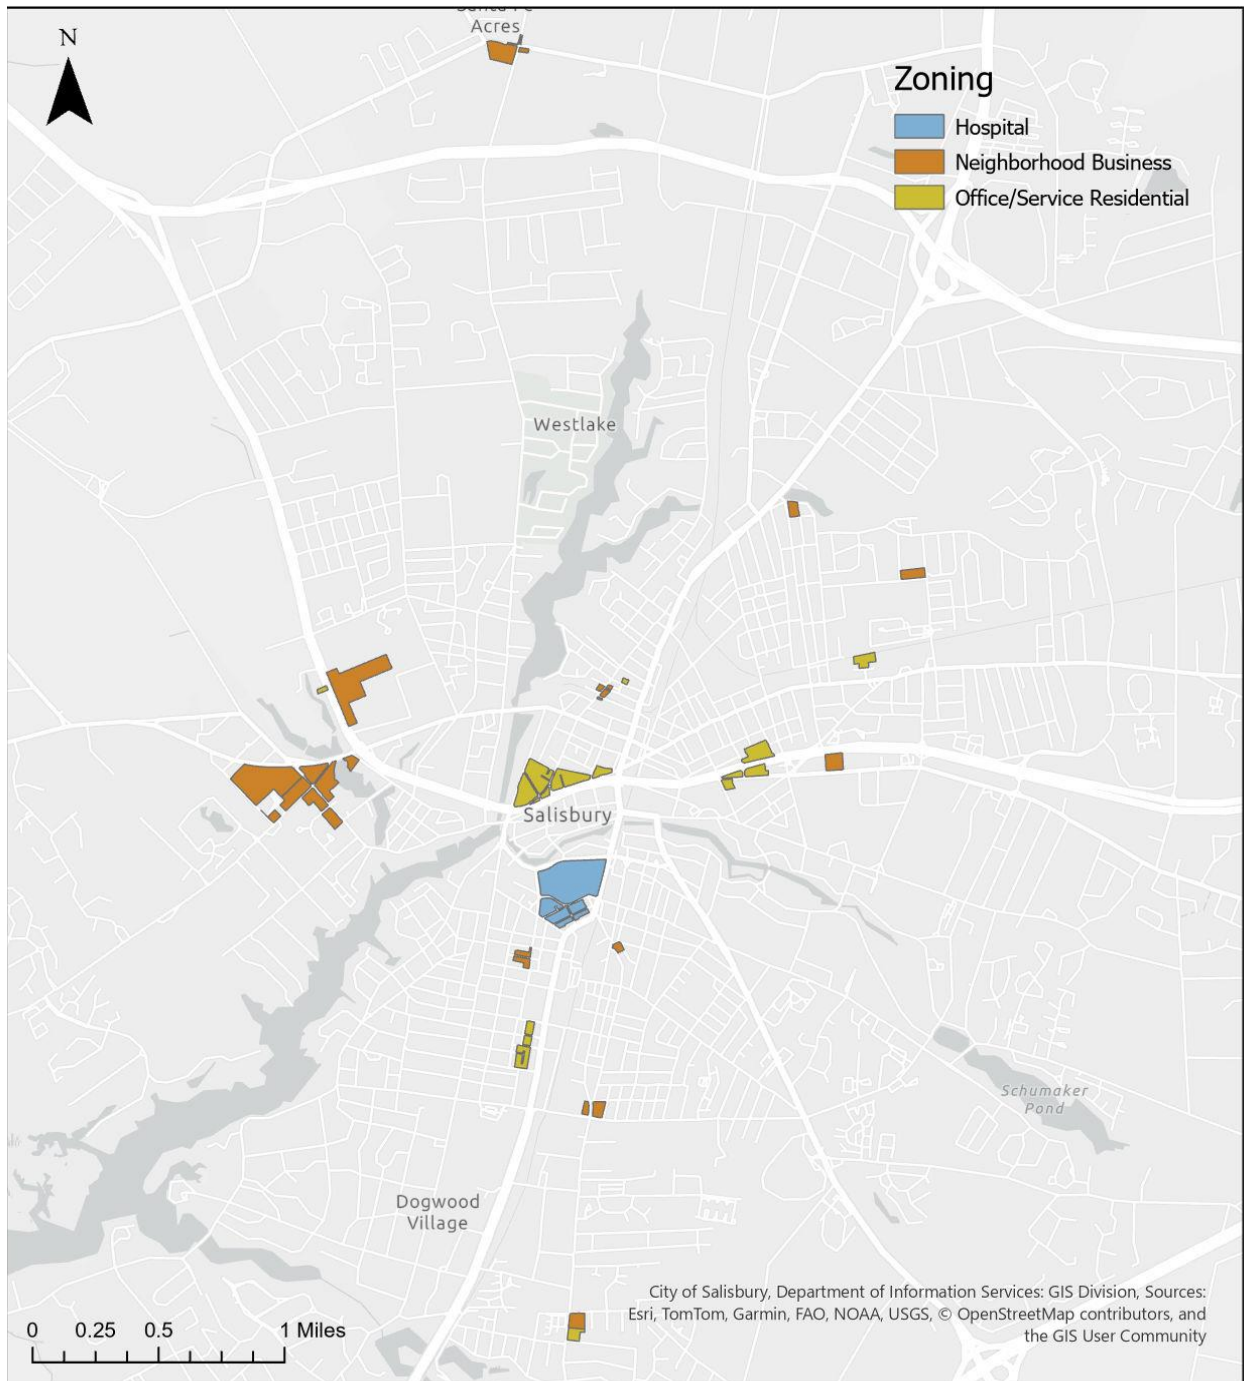 Acres
N
Zoning
Hospital
Neighborhood Business
Office/Service Residential
Westlake
Salisbury
Schumaker
Pond
Dogwood
Village
City of Salisbury, Department of Information Services: GIS Division, Sources:
Esri, TomTom, Garmin, FAO, NOAA, USGS, © OpenStreetMap contributors, and
the GIS User Community
0 0.25 0.5 1 Miles